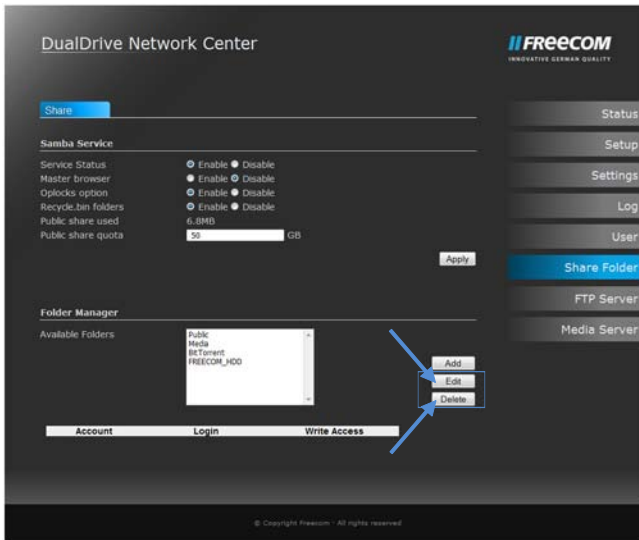 DualDrive Network Center
FREECOM
INNOVATIVE GERMAN QUALITY
Share
Samba Service
Service Status Enable Disable
Master browser Enable Disable
Oplocks option Enable Disable
Recycle.bin folders Enable Disable
Public share used 6.8MB
Public share quota 50 GB
Apply
Folder Manager
Available Folders
Public
Media
BitTorrent
FREECOM_HDD
Add
Edit
Delete
Account Login Write Access
Status
Setup
Settings
Log
User
Share Folder
FTP Server
Media Server
© Copyright Freecom - All rights reserved